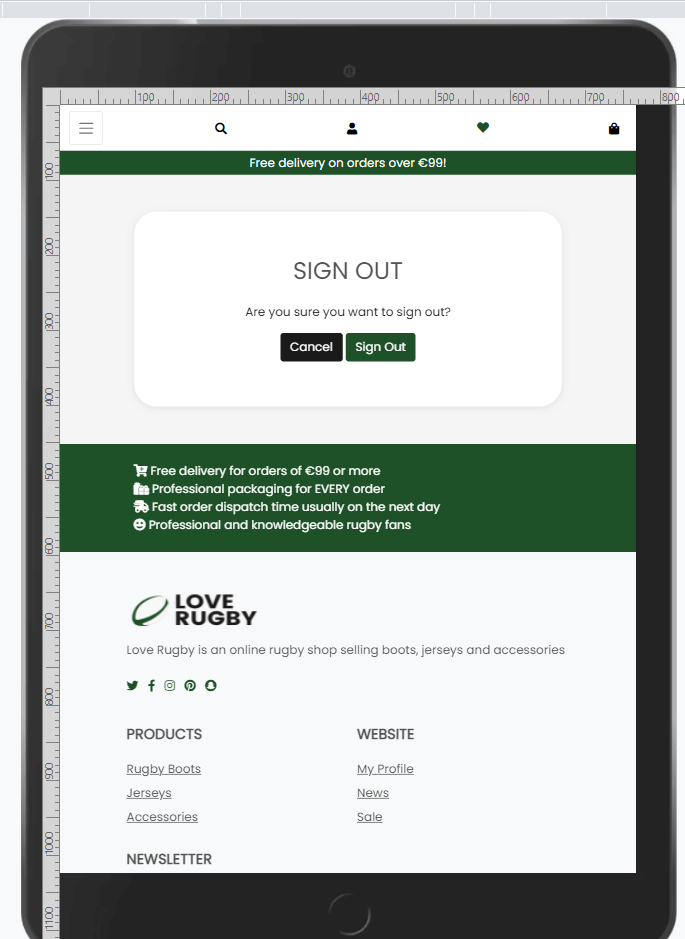 100 200 300 400 500 600 700 800
Free delivery on orders over €99!
SIGN OUT
Are you sure you want to sign out?
Cancel Sign Out
Free delivery for orders of €99 or more
Professional packaging for EVERY order
Fast order dispatch time usually on the next day
Professional and knowledgeable rugby fans
LOVE
RUGBY
Love Rugby is an online rugby shop selling boots, jerseys and accessories
PRODUCTS WEBSITE
Rugby Boots My Profile
Jerseys News
Accessories Sale
NEWSLETTER
100
200
300
400
500
600
700
800
900
1000
1100